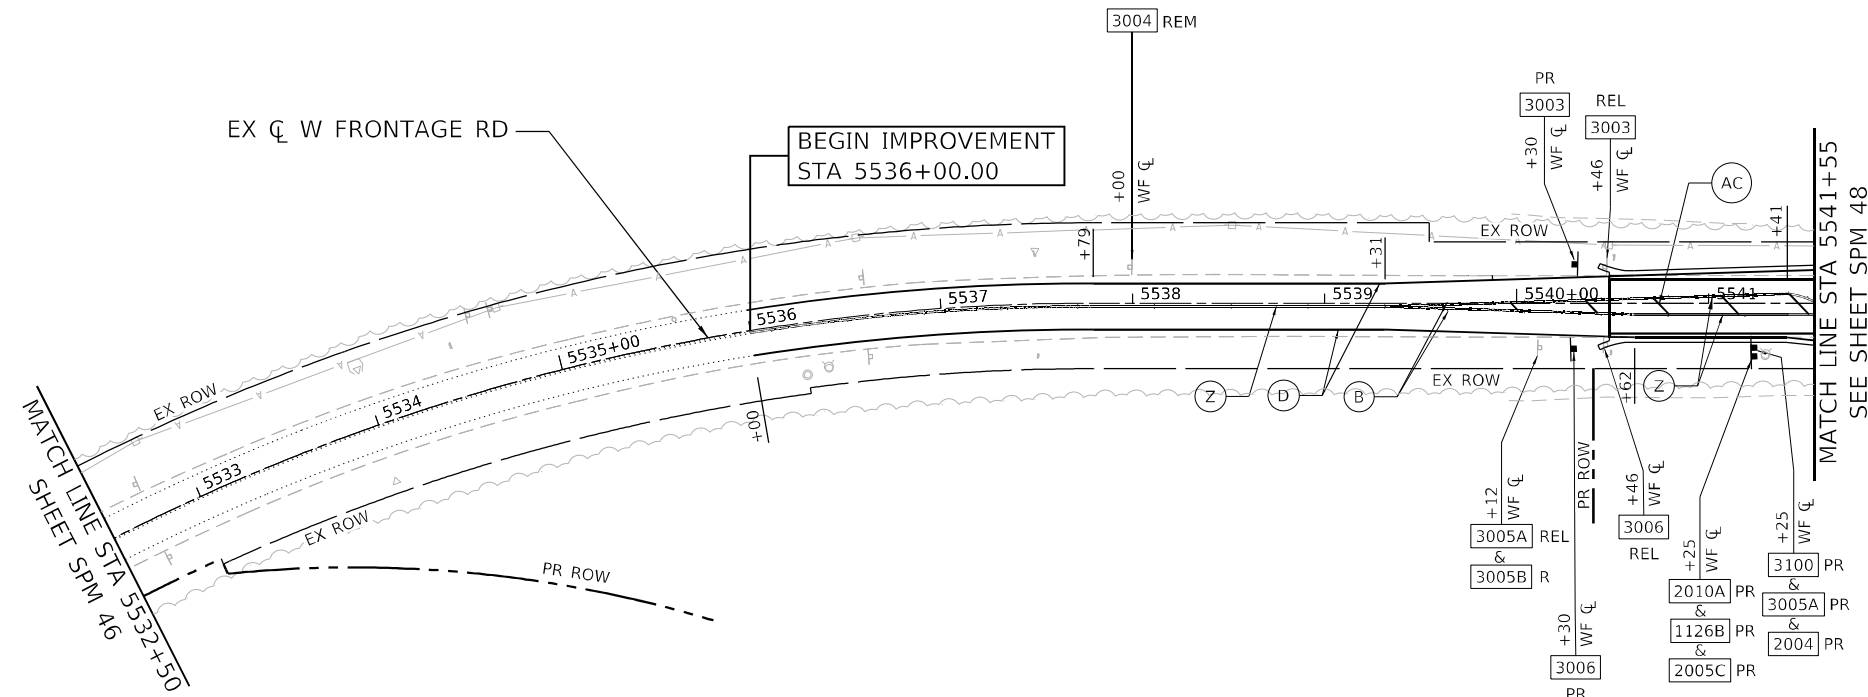 3004 REM
EX ℄ W FRONTAGE RD
BEGIN IMPROVEMENT
STA 5536+00.00
+00
WF ℄
PR
3003
+30
WF ℄
REL
3003
+46
WF ℄
AC
+79
+31
+41
EX ROW
MATCH LINE STA 5541+55
SEE SHEET SPM 48
5533
5534
5535+00
5536
5537
5538
5539
5540+00
5541
EX ROW
EX ROW
EX ROW
+00
Z
D
B
Z
+62
MATCH LINE STA 5532+50
SHEET SPM 46
PR ROW
PR ROW
+12
WF ℄
3005A REL
&
3005B R
+30
WF ℄
3006
PR
+46
WF ℄
3006
REL
+25
WF ℄
2010A PR
&
1126B PR
&
2005C PR
+25
WF ℄
3100 PR
&
3005A PR
&
2004 PR